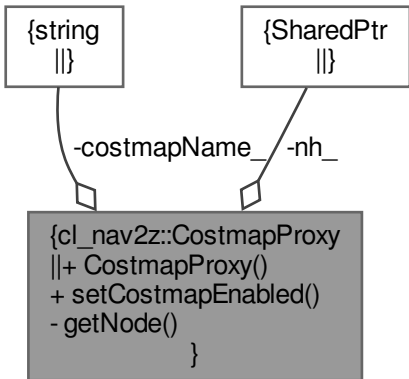 {string
||}
{SharedPtr
||}
-costmapName_
-nh_
{cl_nav2z::CostmapProxy
||+ CostmapProxy()
+ setCostmapEnabled()
- getNode()
}